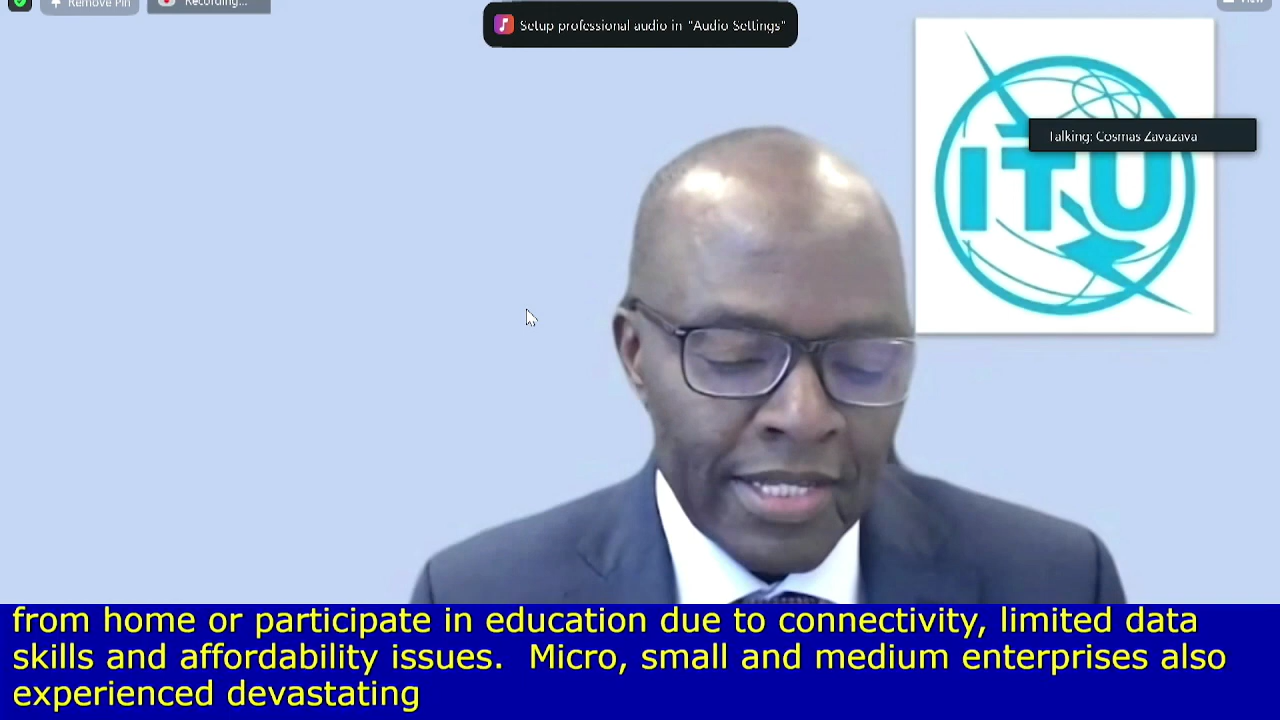 Remove Pin
Recording...
View
Setup professional audio in "Audio Settings"
Talking: Cosmas Zavazava
ITU
from home or participate in education due to connectivity, limited data
skills and affordability issues.  Micro, small and medium enterprises also
experienced devastating